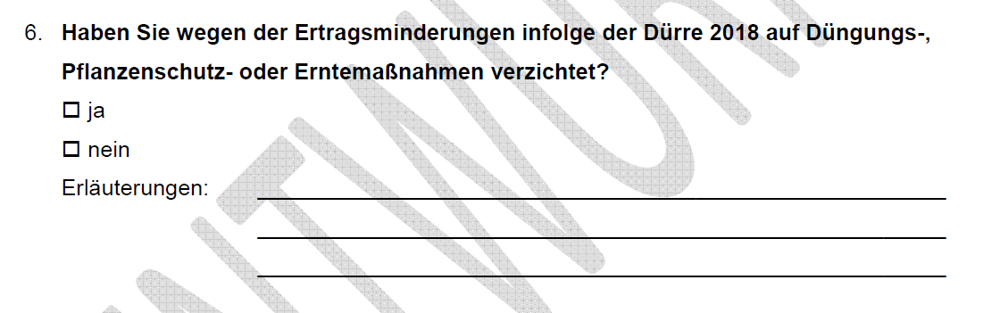 6. Haben Sie wegen der Ertragsminderungen infolge der Dürre 2018 auf Düngungs-,
Pflanzenschutz- oder Erntemaßnahmen verzichtet?
☐ ja
☐ nein
Erläuterungen: